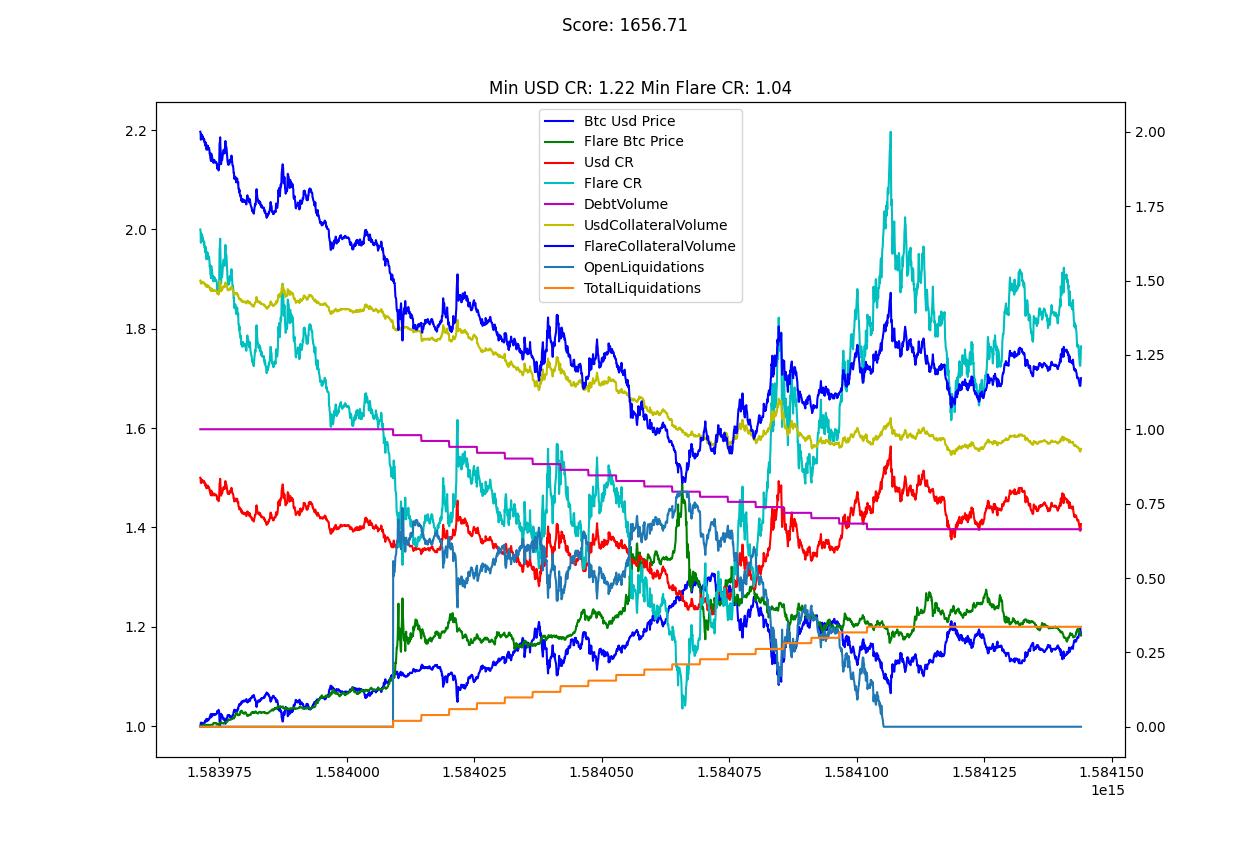 Score: 1656.71
Min USD CR: 1.22 Min Flare CR: 1.04
Btc Usd Price
Flare Btc Price
Usd CR
Flare CR
DebtVolume
UsdCollateralVolume
FlareCollateralVolume
OpenLiquidations
TotalLiquidations
2.2
2.0
1.8
1.6
1.4
1.2
1.0
2.00
1.75
1.50
1.25
1.00
0.75
0.50
0.25
0.00
1.583975 1.584000 1.584025 1.584050 1.584075 1.584100 1.584125 1.584150
1e15